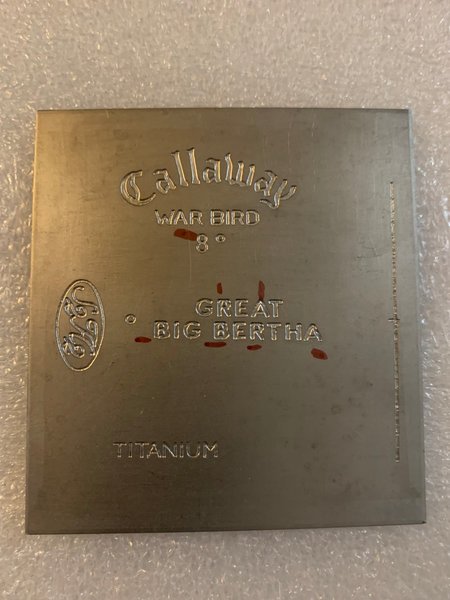 Callaway
WAR BIRD
8°
GREAT
BIG BERTHA
TITANIUM